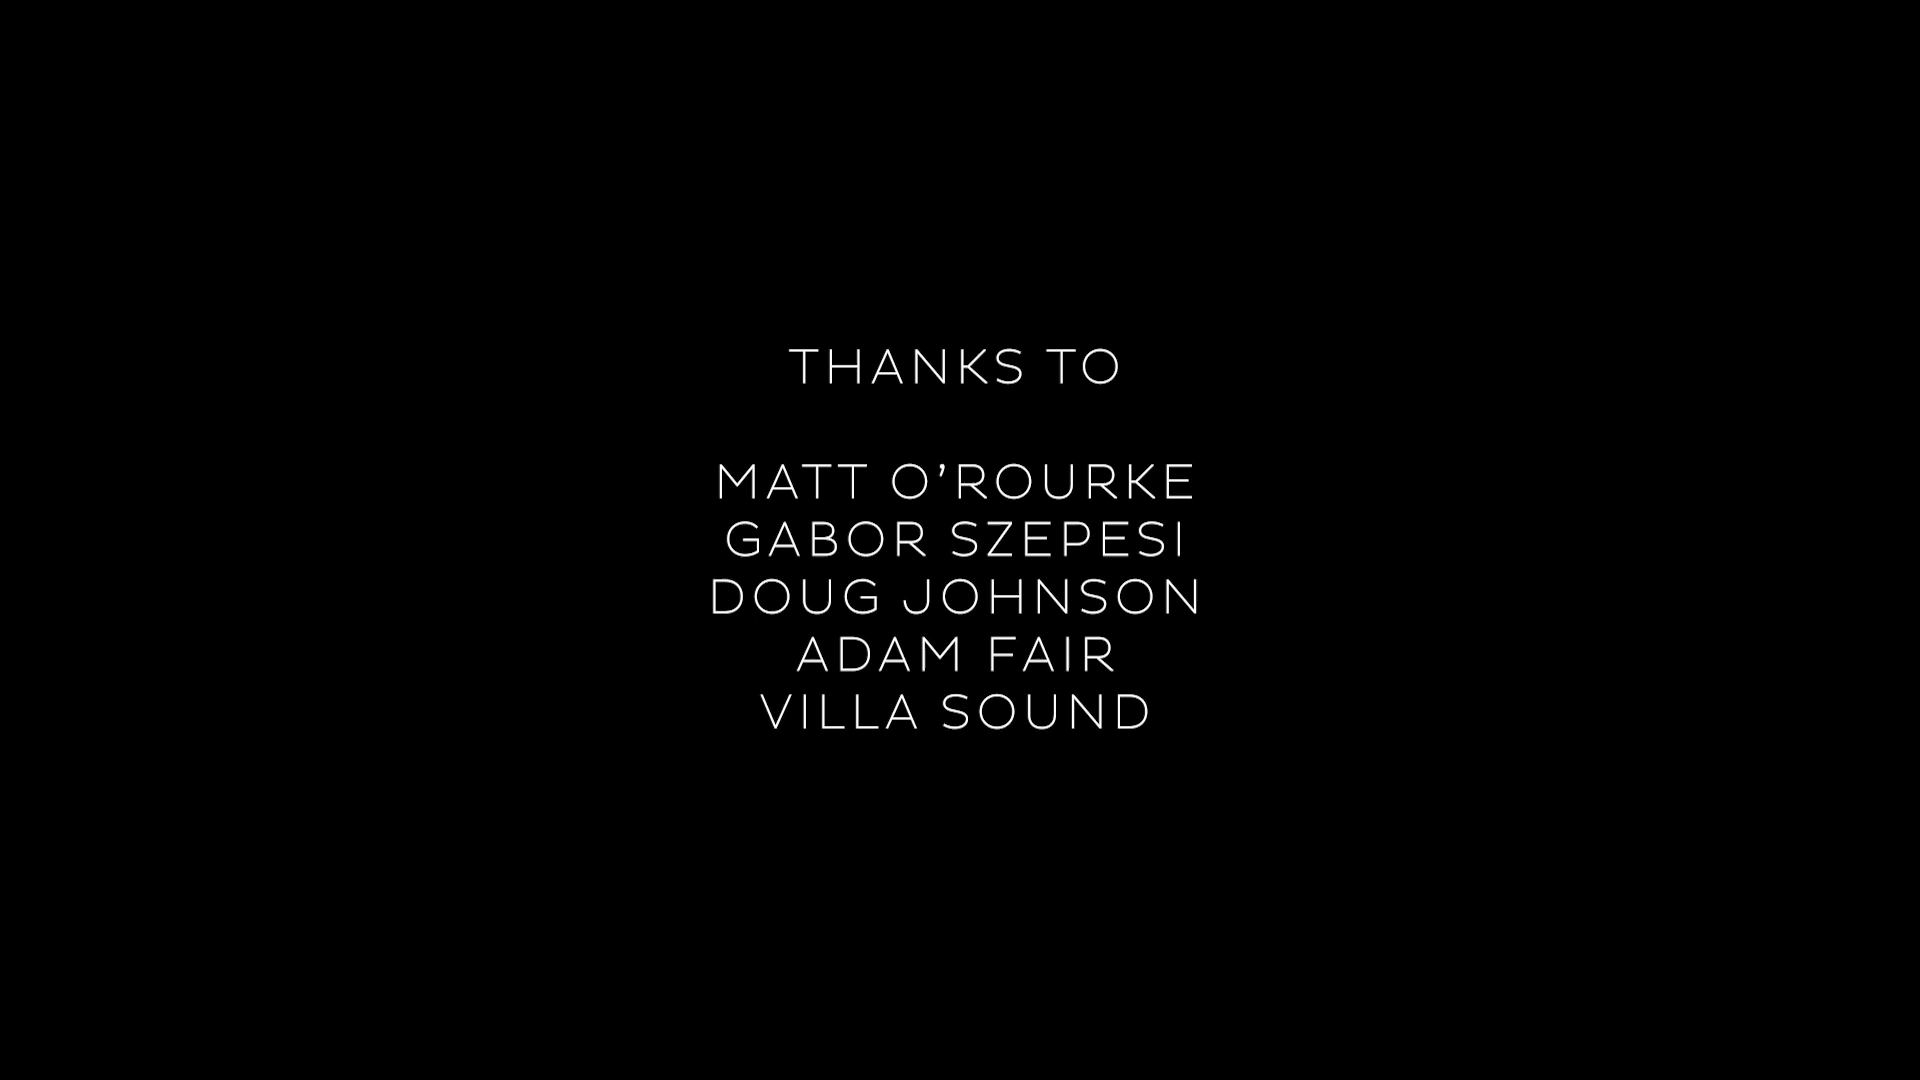 THANKS TO
MATT O'ROURKE
GABOR SZEPESI
DOUG JOHNSON
ADAM FAIR
VILLA SOUND